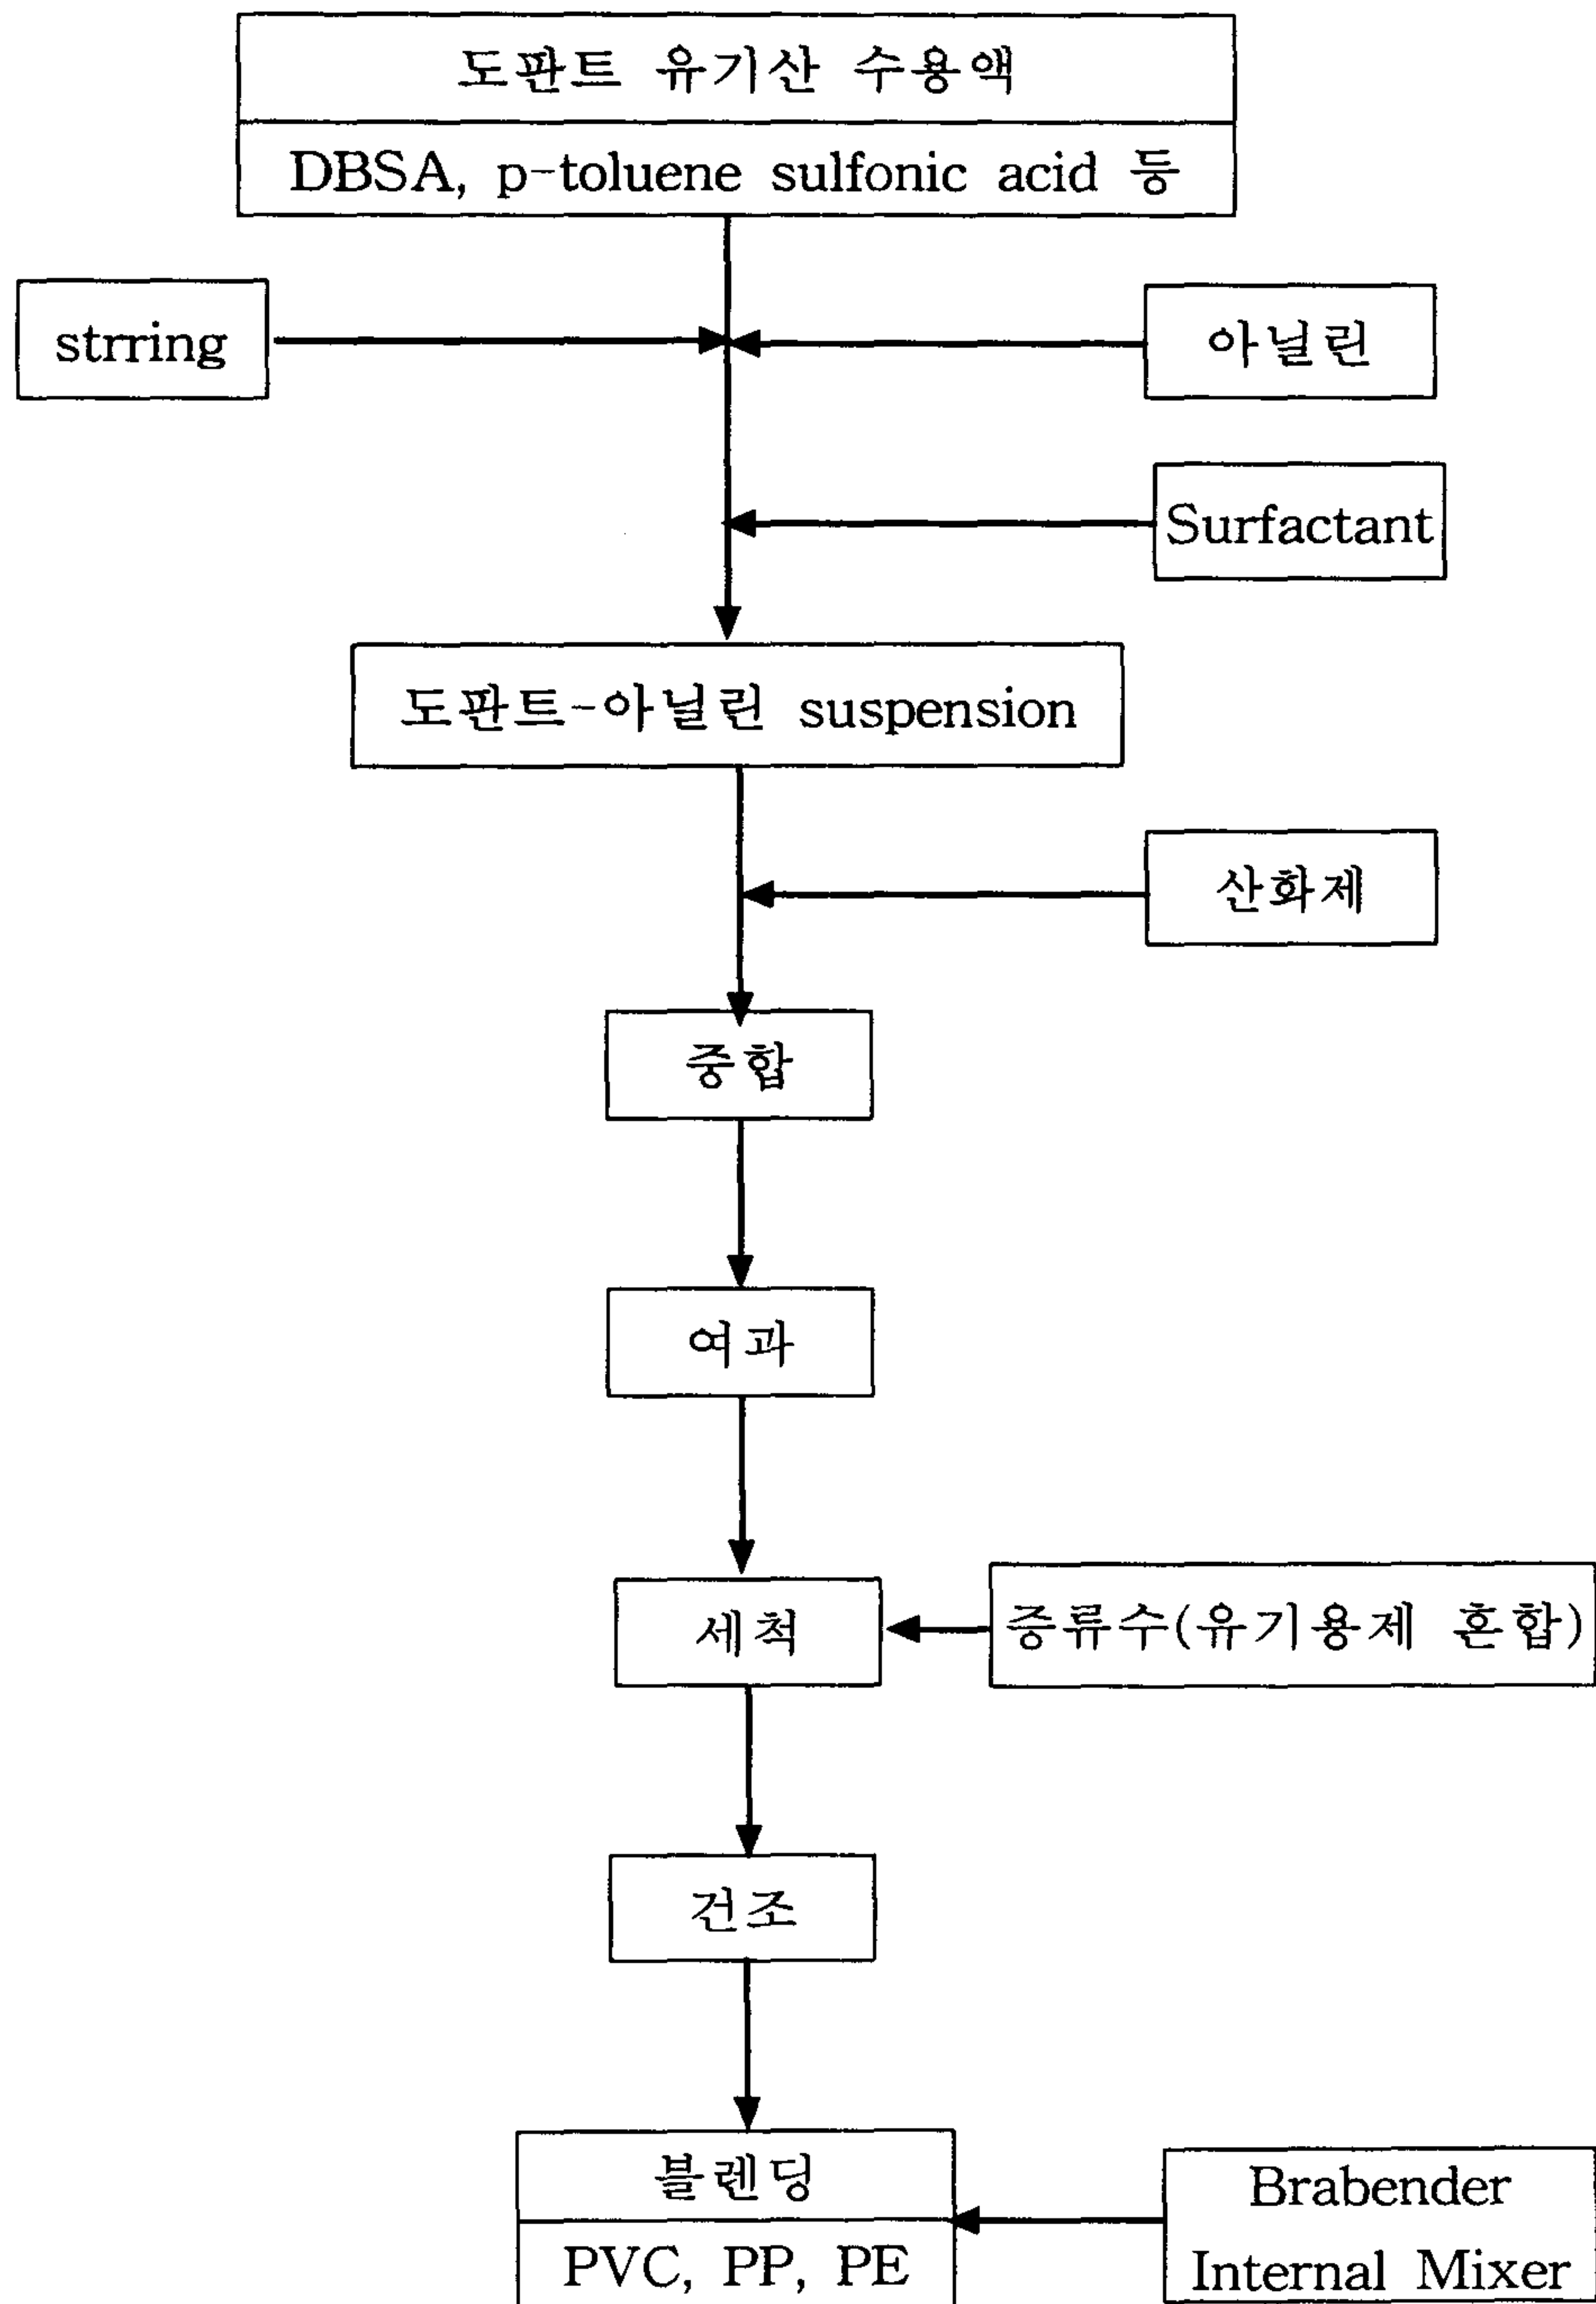 도판트 유기산 수용액
DBSA, p-toluene sulfonic acid 등
strring
아닐린
Surfactant
도판트-아닐린 suspension
산화제
중합
여과
세척
증류수(유기용제 혼합)
건조
블렌딩
PVC, PP, PE
Brabender
Internal Mixer